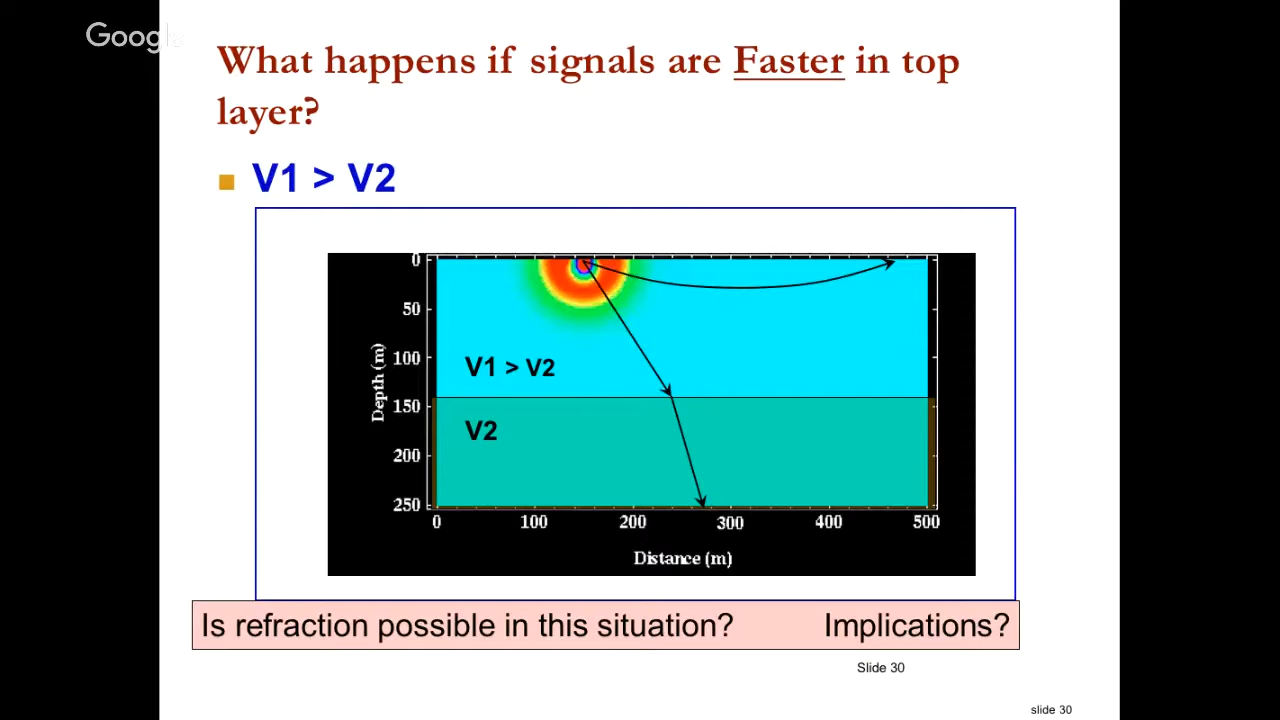 Google
What happens if signals are Faster in top
layer?
V1 > V2
0
50
100
150
200
250
Depth (m)
V1 > V2
V2
0 100 200 300 400 500
Distance (m)
Is refraction possible in this situation? Implications?
Slide 30
slide 30